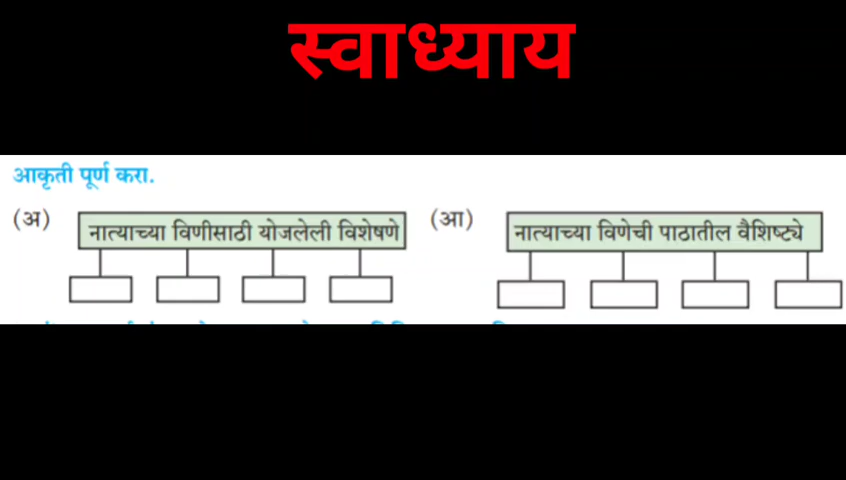 स्वाध्याय
आकृती पूर्ण करा.
(अ) नात्याच्या विणीसाठी योजलेली विशेषणे (आ) नात्याच्या विणेची पाठातील वैशिष्ट्ये